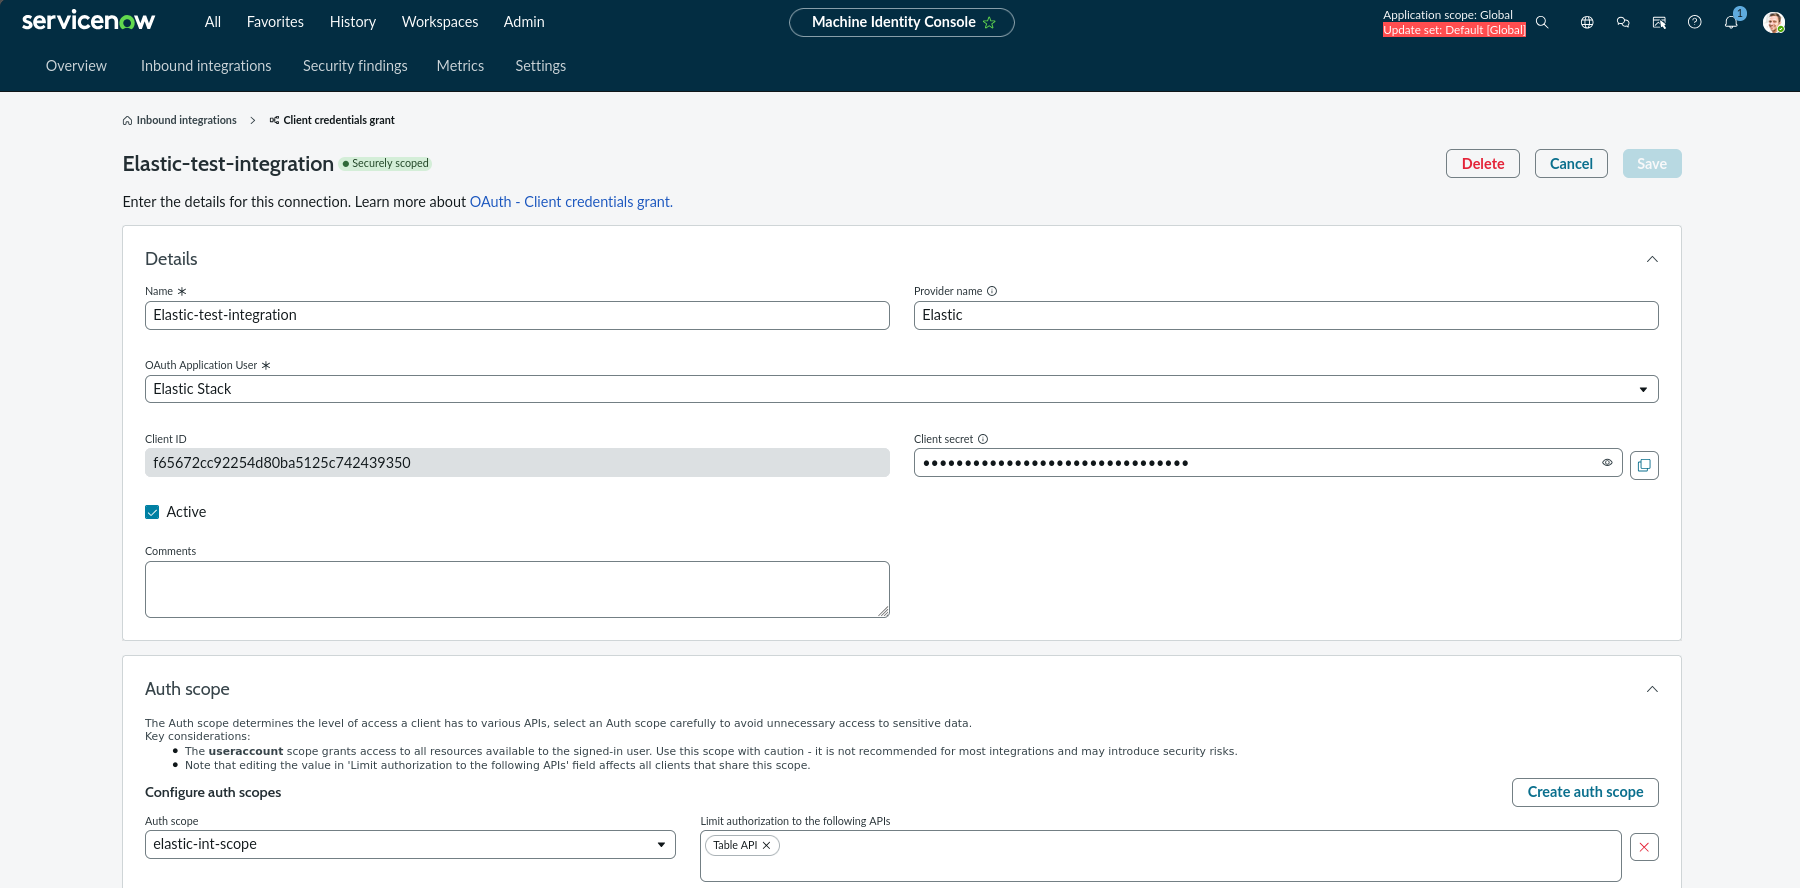 servicenow All Favorites History Workspaces Admin Machine Identity Console Application scope: Global
Update set: Default [Global] 1
Overview Inbound integrations Security findings Metrics Settings
Inbound integrations > Client credentials grant
Elastic-test-integration Securely scoped Delete Cancel Save
Enter the details for this connection. Learn more about OAuth - Client credentials grant.
Details
Name * Provider name
Elastic-test-integration Elastic
OAuth Application User *
Elastic Stack
Client ID Client secret
f65672cc92254d80ba5125c742439350 ••••••••••••••••••••••••••••••••
Active
Comments
Auth scope
The Auth scope determines the level of access a client has to various APIs, select an Auth scope carefully to avoid unnecessary access to sensitive data.
Key considerations:
• The useraccount scope grants access to all resources available to the signed-in user. Use this scope with caution - it is not recommended for most integrations and may introduce security risks.
• Note that editing the value in 'Limit authorization to the following APIs' field affects all clients that share this scope.
Configure auth scopes Create auth scope
Auth scope Limit authorization to the following APIs
elastic-int-scope Table API